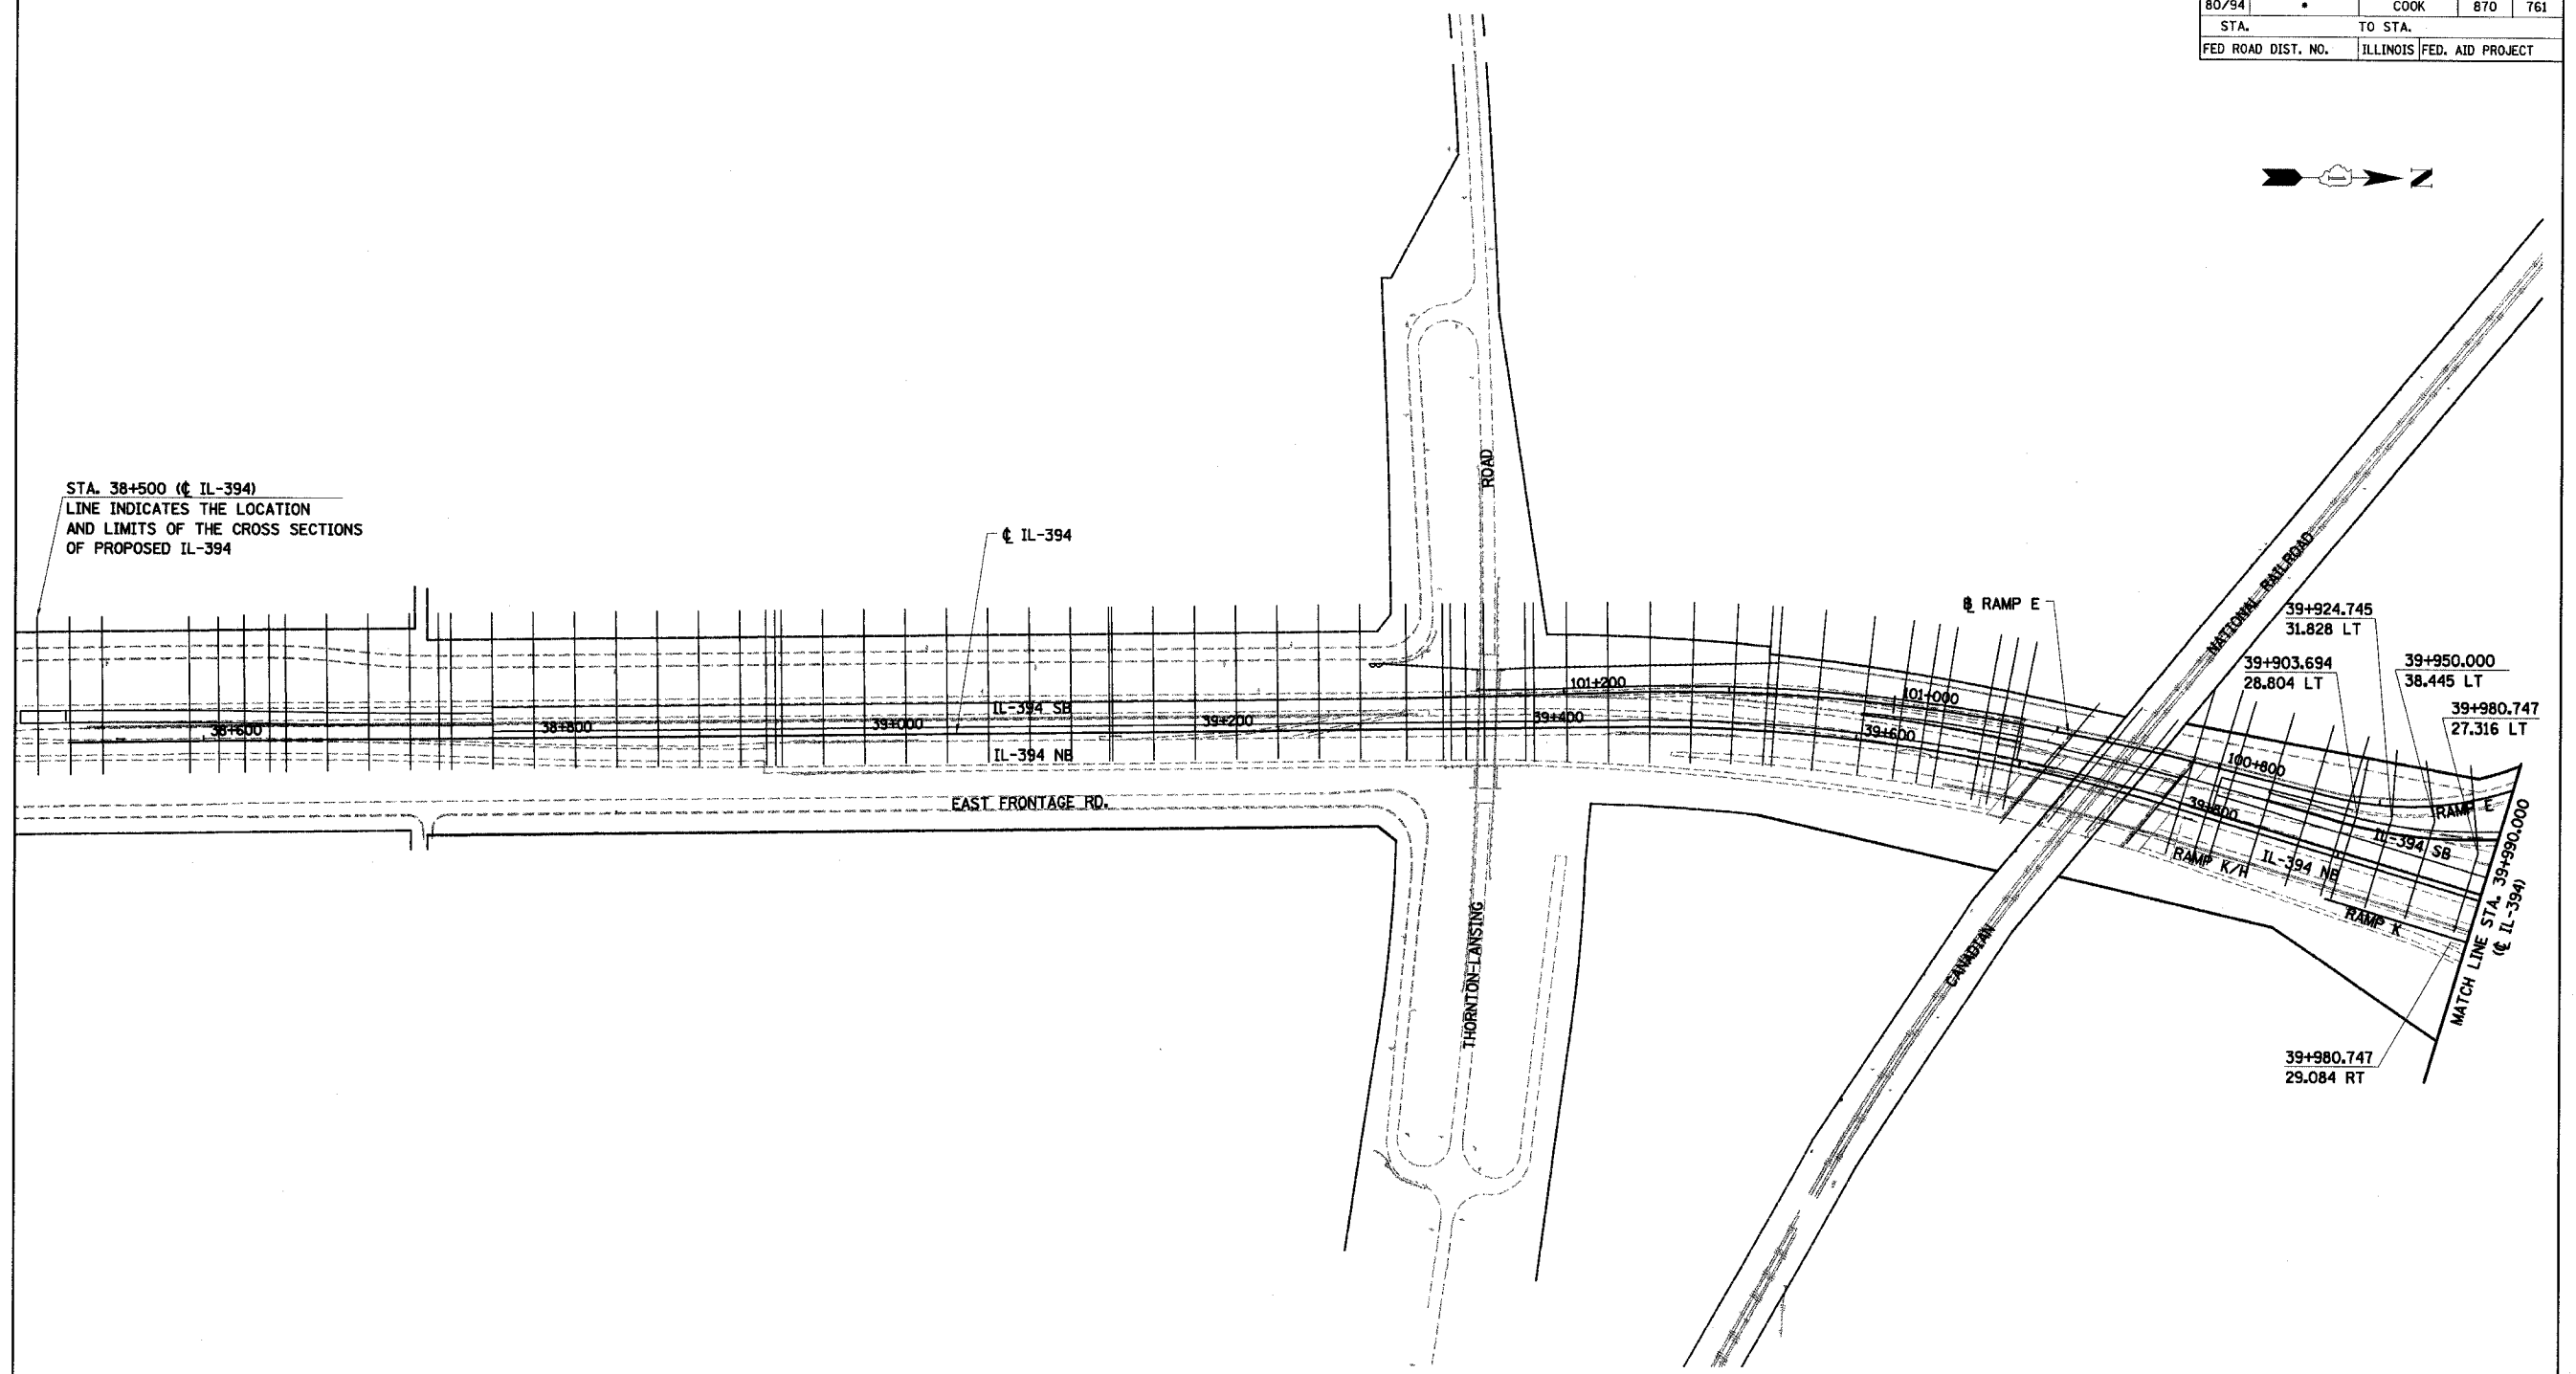 80/94 * COOK 870 761
STA. TO STA.
FED ROAD DIST. NO. ILLINOIS FED. AID PROJECT
N
STA. 38+500 (℄ IL-394)
LINE INDICATES THE LOCATION
AND LIMITS OF THE CROSS SECTIONS
OF PROPOSED IL-394
℄ IL-394
ROAD
THORNTON-LANSING
NATIONAL RAILROAD
CANADIAN
℄ RAMP E
39+924.745
31.828 LT
39+903.694
28.804 LT
39+950.000
38.445 LT
39+980.747
27.316 LT
101+200
101+000
100+800
IL-394 SB
38+600
38+800
39+000
39+200
39+400
39+600
39+800
IL-394 NB
EAST FRONTAGE RD.
RAMP E
IL-394 SB
IL-394 NB
RAMP K/H
RAMP K
MATCH LINE STA. 39+990.000
(℄ IL-394)
39+980.747
29.084 RT